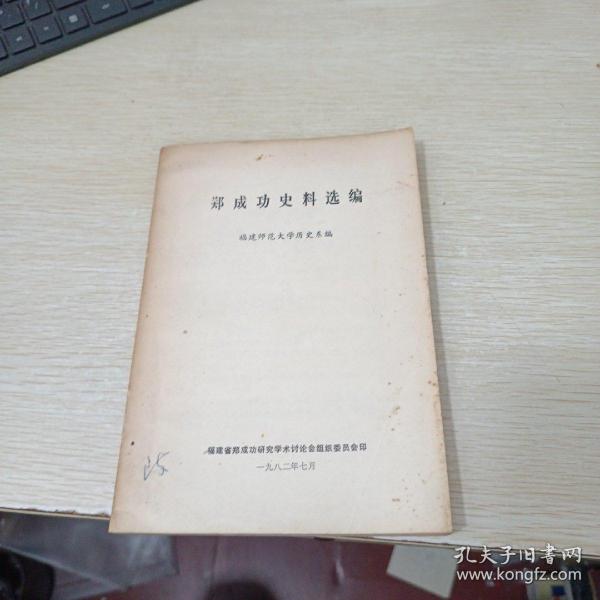 郑成功史料选编
福建师范大学历史系编
福建省郑成功研究学术讨论会组织委员会印
一九八二年七月
孔夫子旧书网
www.kongfz.com